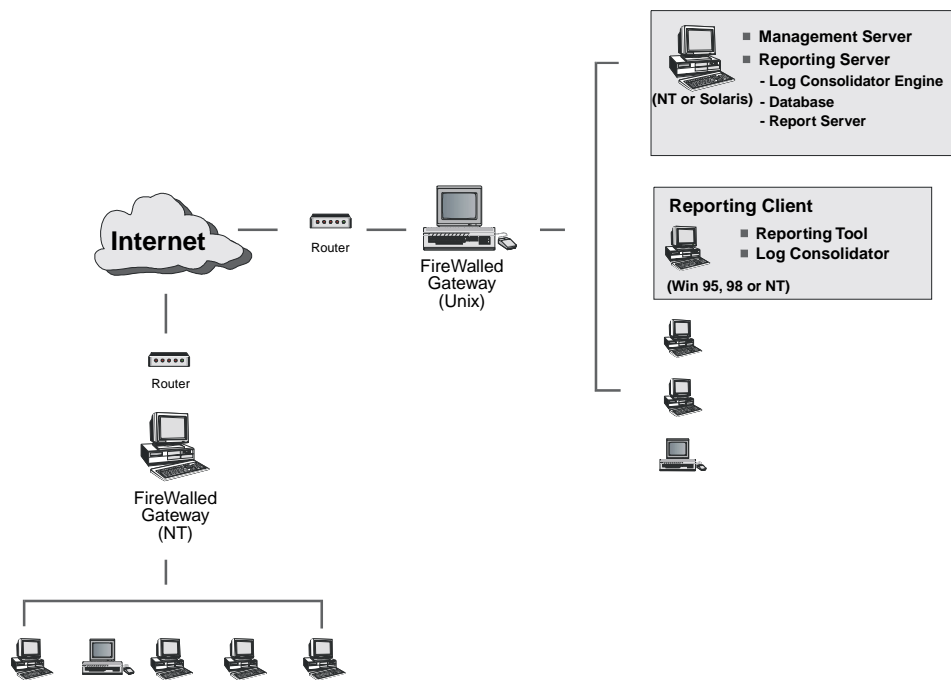 ■ Management Server
■ Reporting Server
- Log Consolidator Engine
(NT or Solaris) - Database
- Report Server
Reporting Client
■ Reporting Tool
■ Log Consolidator
(Win 95, 98 or NT)
Internet
Router
FireWalled
Gateway
(Unix)
Router
FireWalled
Gateway
(NT)